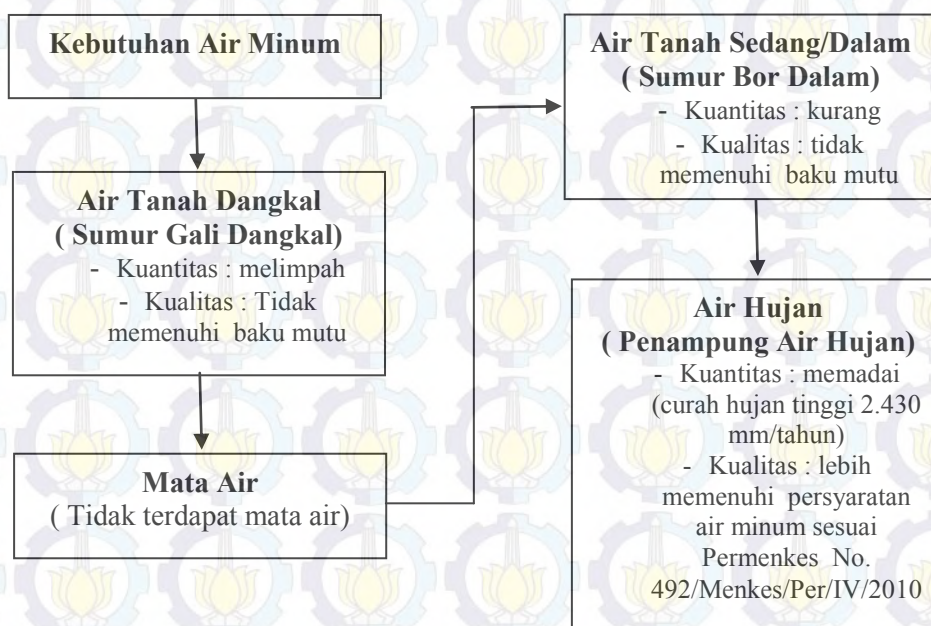 Kebutuhan Air Minum
Air Tanah Dangkal
( Sumur Gali Dangkal)
- Kuantitas : melimpah
- Kualitas : Tidak
memenuhi baku mutu
Mata Air
( Tidak terdapat mata air)
Air Tanah Sedang/Dalam
( Sumur Bor Dalam)
- Kuantitas : kurang
- Kualitas : tidak
memenuhi baku mutu
Air Hujan
( Penampung Air Hujan)
- Kuantitas : memadai
(curah hujan tinggi 2.430
mm/tahun)
- Kualitas : lebih
memenuhi persyaratan
air minum sesuai
Permenkes No.
492/Menkes/Per/IV/2010